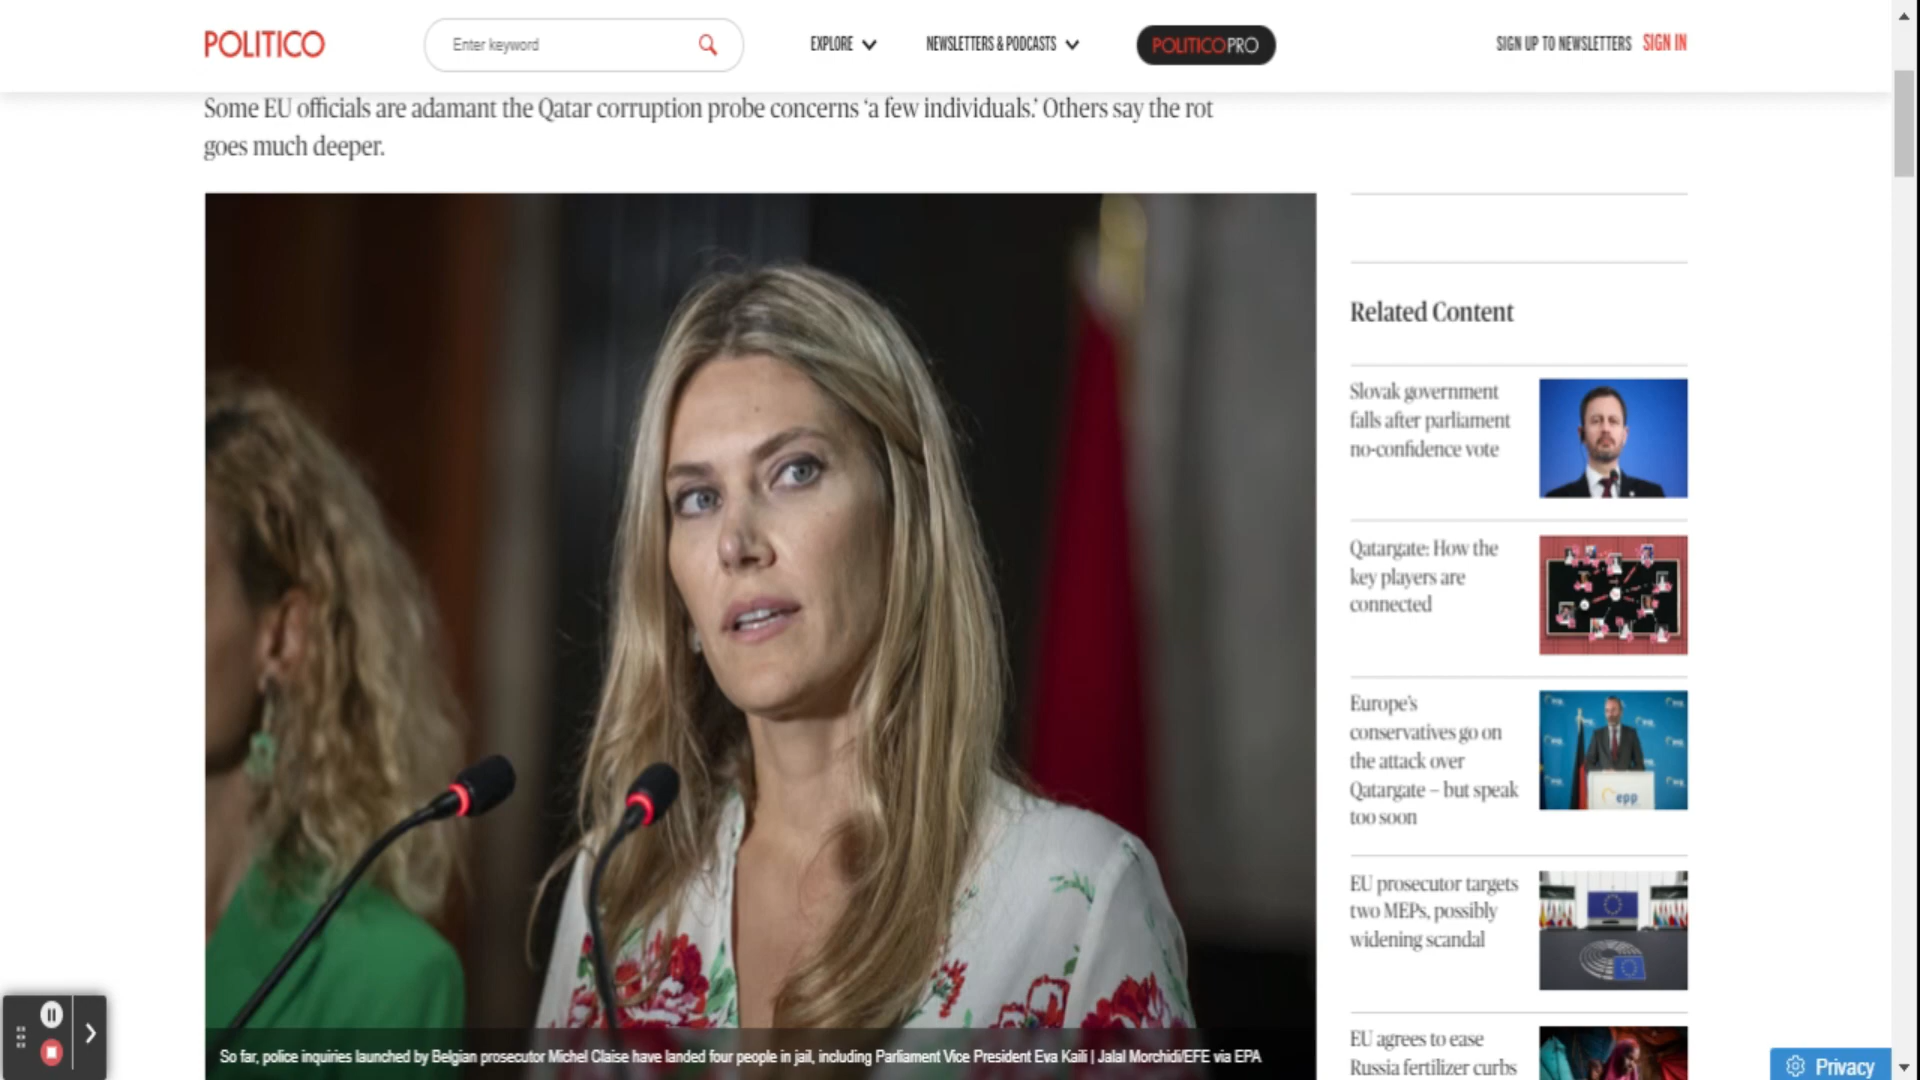 POLITICO
Enter keyword
EXPLORE
NEWSLETTERS & PODCASTS
POLITICOPRO
SIGN UP TO NEWSLETTERS
SIGN IN
Some EU officials are adamant the Qatar corruption probe concerns ‘a few individuals.’ Others say the rot
goes much deeper.
So far, police inquiries launched by Belgian prosecutor Michel Claise have landed four people in jail, including Parliament Vice President Eva Kaili | Jalal Morchidi/EFE via EPA
Related Content
Slovak government
falls after parliament
no-confidence vote
Qatargate: How the
key players are
connected
Europe’s
conservatives go on
the attack over
Qatargate – but speak
too soon
epp
EU prosecutor targets
two MEPs, possibly
widening scandal
EU agrees to ease
Russia fertilizer curbs
Privacy